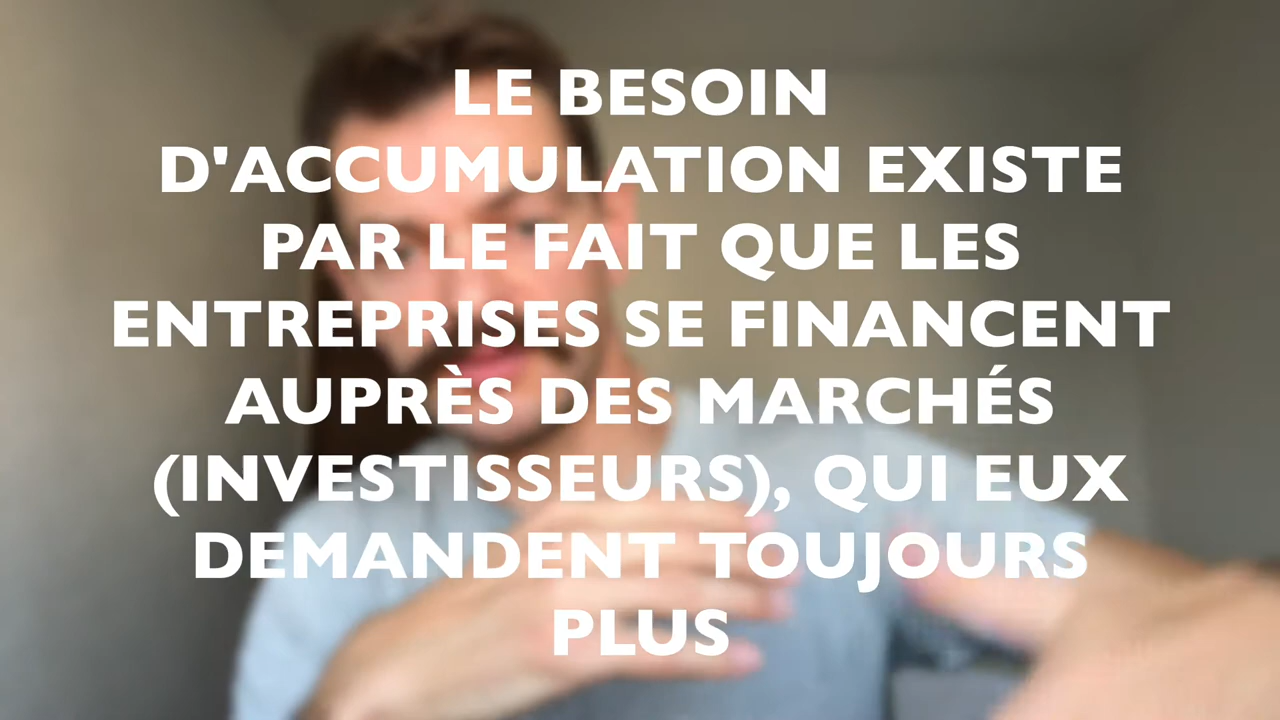 LE BESOIN
D'ACCUMULATION EXISTE
PAR LE FAIT QUE LES
ENTREPRISES SE FINANCENT
AUPRÈS DES MARCHÉS
(INVESTISSEURS), QUI EUX
DEMANDENT TOUJOURS
PLUS